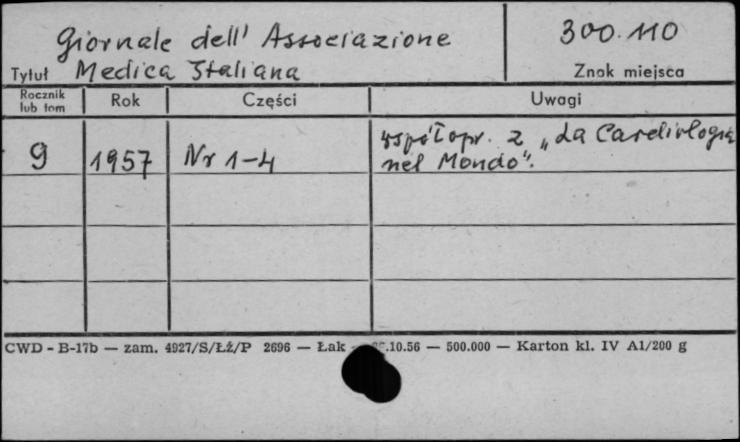 Giornale dell' Associazione 300.110
Tytuł Medica Italiana Znak miejsca
Rocznik lub tom Rok Części Uwagi
9 1957 Nr 1-4 współopr. z „La Cardiologia
nel Mondo".
CWD - B-17b — zam. 4927/S/ŁŻ/P 2696 — Łak — .10.56 — 500.000 — Karton kl. IV A1/200 g